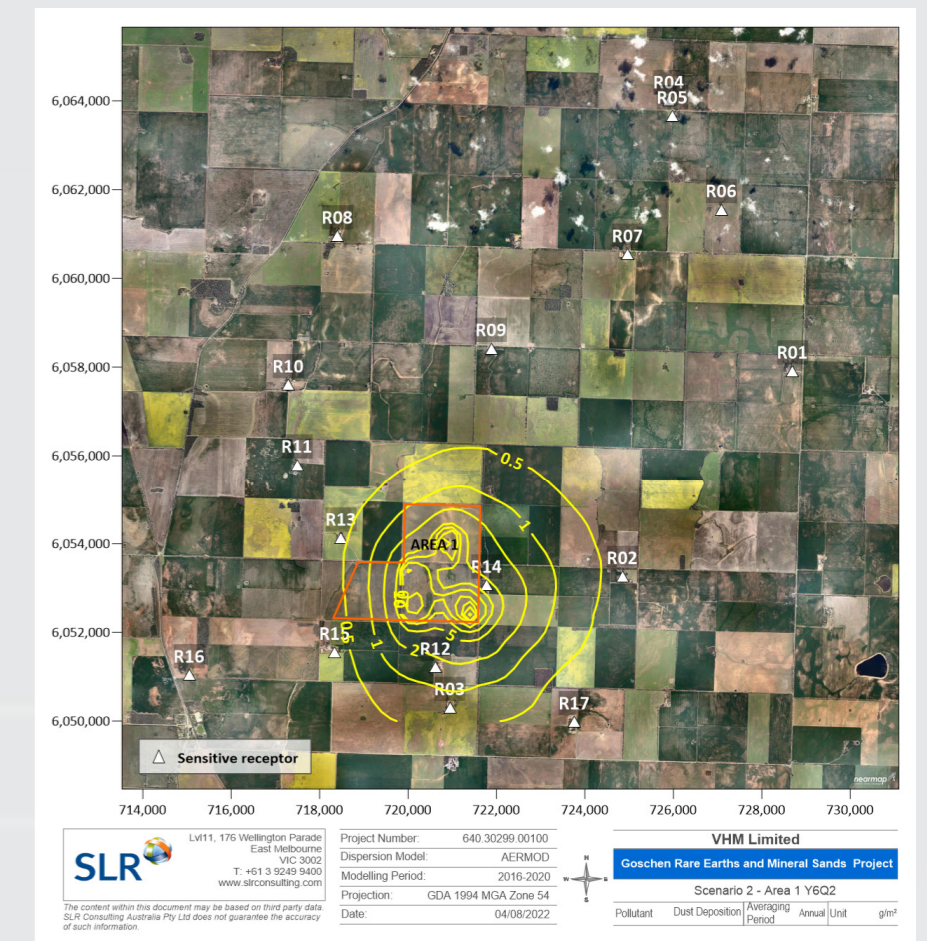 6,064,000
6,062,000
6,060,000
6,058,000
6,056,000
6,054,000
6,052,000
6,050,000
R04
R05
R06
R08
R07
R09
R01
R10
R11
0.5
R13
1
AREA 1
R02
R14
R15
0.5
1
2
5
R12
R16
R03
R17
Sensitive receptor
nearmap
714,000 716,000 718,000 720,000 722,000 724,000 726,000 728,000 730,000
SLR
Lvl11, 176 Wellington Parade
East Melbourne
VIC 3002
T: +61 3 9249 9400
www.slrconsulting.com
The content within this document may be based on third party data.
SLR Consulting Australia Pty Ltd does not guarantee the accuracy
of such information.
Project Number: 640.30299.00100
Dispersion Model: AERMOD
Modelling Period: 2016-2020
Projection: GDA 1994 MGA Zone 54
Date: 04/08/2022
N
W E
S
VHM Limited
Goschen Rare Earths and Mineral Sands Project
Scenario 2 - Area 1 Y6Q2
Pollutant Dust Deposition Averaging Period Annual Unit g/m²